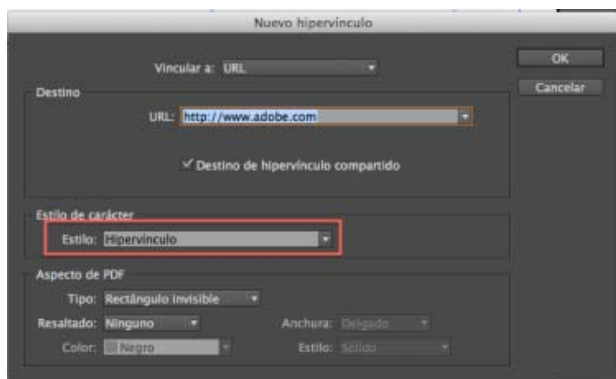 Nuevo hipervínculo
Vincular a: URL
OK
Cancelar
Destino
URL: http://www.adobe.com
Destino de hipervínculo compartido
Estilo de carácter
Estilo: Hipervínculo
Aspecto de PDF
Tipo: Rectángulo invisible
Resaltado: Ninguno Anchura: Delgado
Color: Negro Estilo: Sólido